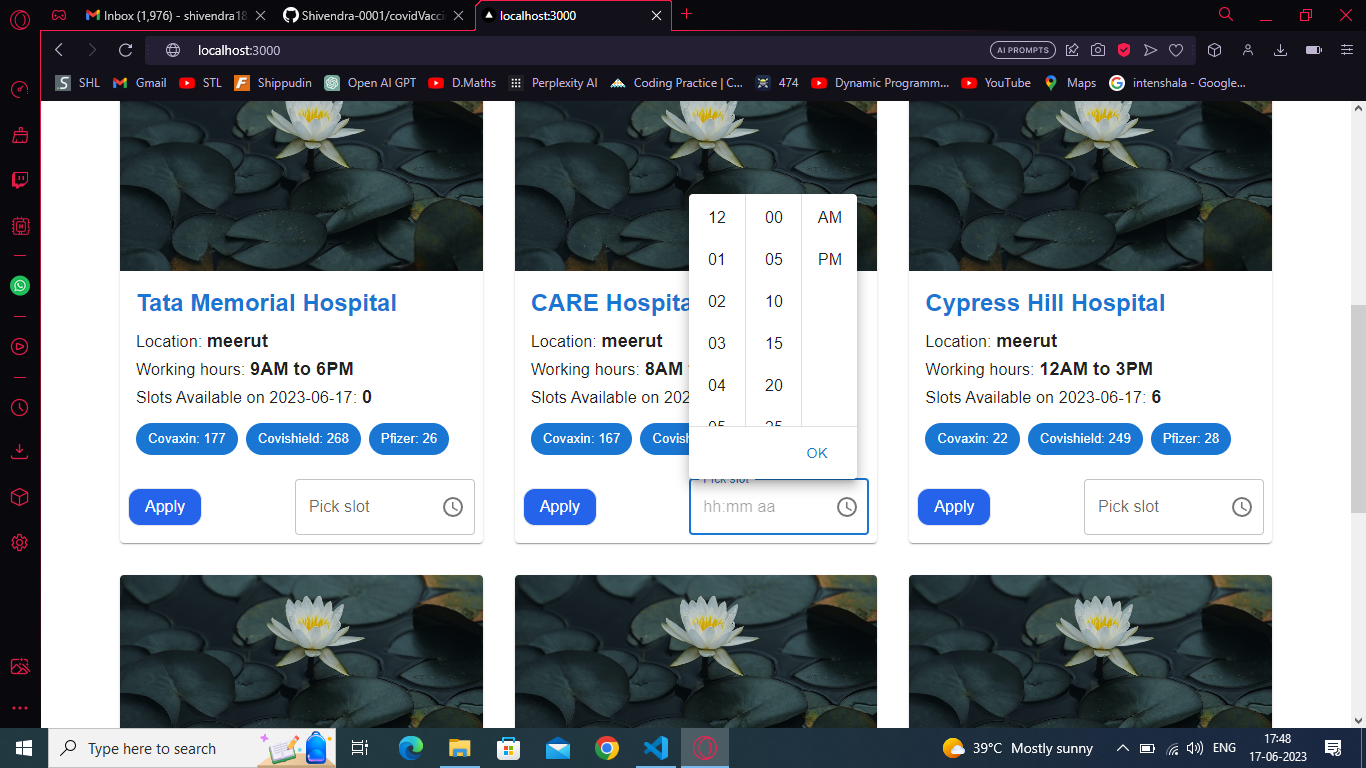 Inbox (1,976) - shivendra18
Shivendra-0001/covidVacci
localhost:3000
localhost:3000
AI PROMPTS
SHL
Gmail
STL
Shippudin
Open AI GPT
D.Maths
Perplexity AI
Coding Practice | C...
474
Dynamic Programm...
YouTube
Maps
intenshala - Google...
Tata Memorial Hospital
Location: meerut
Working hours: 9AM to 6PM
Slots Available on 2023-06-17: 0
Covaxin: 177
Covishield: 268
Pfizer: 26
Apply
Pick slot
CARE Hospita
Location: meerut
Working hours: 8AM
Slots Available on 202
Covaxin: 167
Covish
Apply
Pick slot
hh:mm aa
12 00 AM
01 05 PM
02 10
03 15
04 20
05 25
OK
Cypress Hill Hospital
Location: meerut
Working hours: 12AM to 3PM
Slots Available on 2023-06-17: 6
Covaxin: 22
Covishield: 249
Pfizer: 28
Apply
Pick slot
Type here to search
39°C Mostly sunny
ENG
17:48
17-06-2023